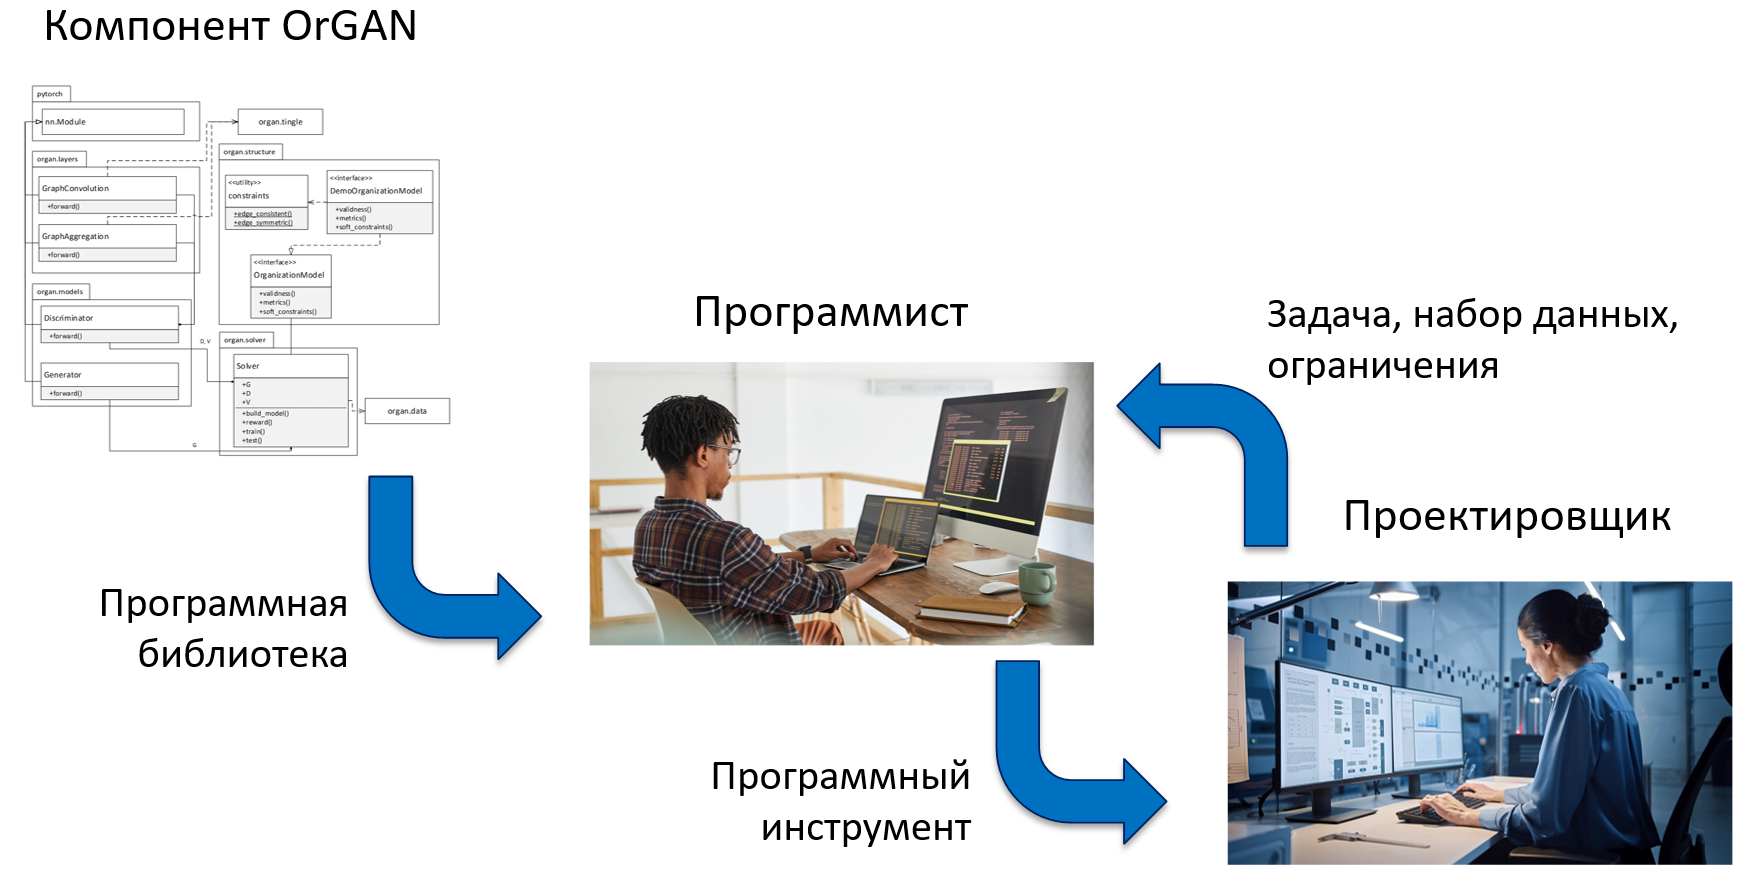 Компонент OrGAN
pytorch
nn.Module
organ.tingle
organ.layers
GraphConvolution
+forward()
GraphAggregation
+forward()
organ.structure
<<utility>>
constraints
+edge_consistent()
+edge_symmetric()
<<interface>>
DemoOrganizationModel
+validness()
+metrics()
+soft_constraints()
<<interface>>
OrganizationModel
+validness()
+metrics()
+soft_constraints()
organ.models
Discriminator
+forward()
Generator
+forward()
D, V
G
organ.solver
Solver
+G
+D
+V
+build_model()
+reward()
+train()
+test()
organ.data
Программная
библиотека
Программист
Задача, набор данных,
ограничения
Проектировщик
Программный
инструмент